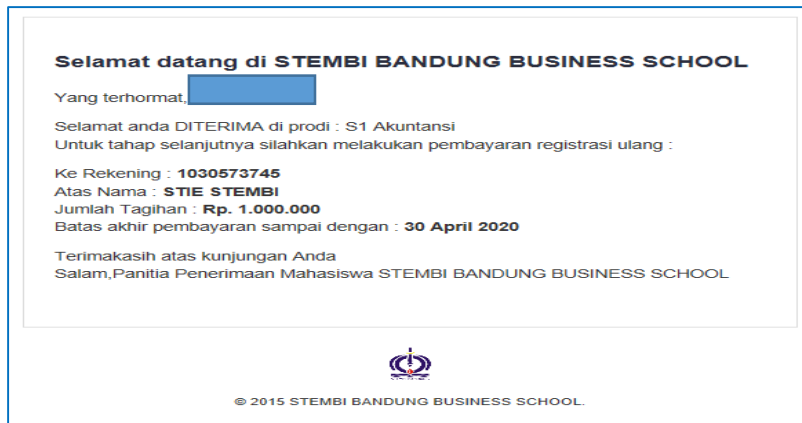 Selamat datang di STEMBI BANDUNG BUSINESS SCHOOL
Yang terhormat,
Selamat anda DITERIMA di prodi : S1 Akuntansi
Untuk tahap selanjutnya silahkan melakukan pembayaran registrasi ulang :
Ke Rekening : 1030573745
Atas Nama : STIE STEMBI
Jumlah Tagihan : Rp. 1.000.000
Batas akhir pembayaran sampai dengan : 30 April 2020
Terimakasih atas kunjungan Anda
Salam,Panitia Penerimaan Mahasiswa STEMBI BANDUNG BUSINESS SCHOOL
© 2015 STEMBI BANDUNG BUSINESS SCHOOL.